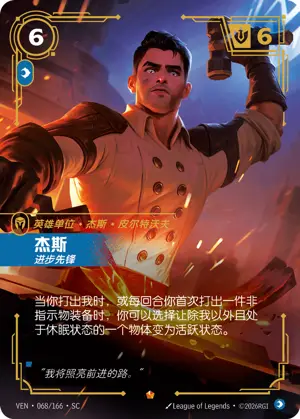 6
6
英雄单位 • 杰斯 • 皮尔特沃夫
杰斯
进步先锋
当你打出我时，或每回合你首次打出一件非
指示物装备时，你可以选择让除我以外且处
于休眠状态的一个物体变为活跃状态。
"我将照亮前进的路。"
VEN • 068/166 • SC
League of Legends • ©2026RGI